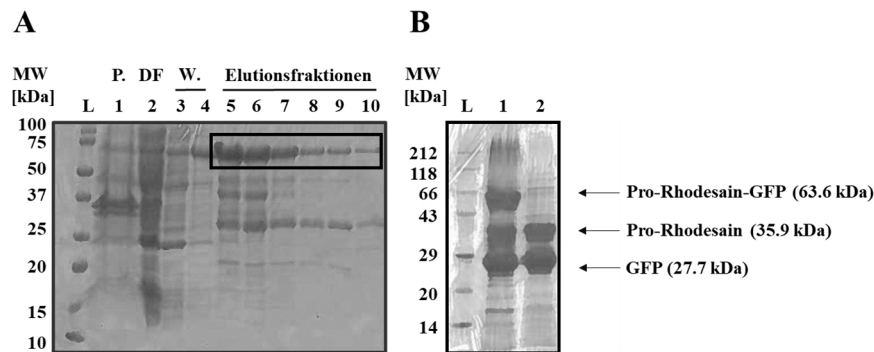 A
MW
[kDa]
P. DF W. Elutionsfraktionen
L 1 2 3 4 5 6 7 8 9 10
100
75
50
37
25
20
15
10
B
MW
[kDa]
L 1 2
212
118
66
43
29
20
14
Pro-Rhodesain-GFP (63.6 kDa)
Pro-Rhodesain (35.9 kDa)
GFP (27.7 kDa)